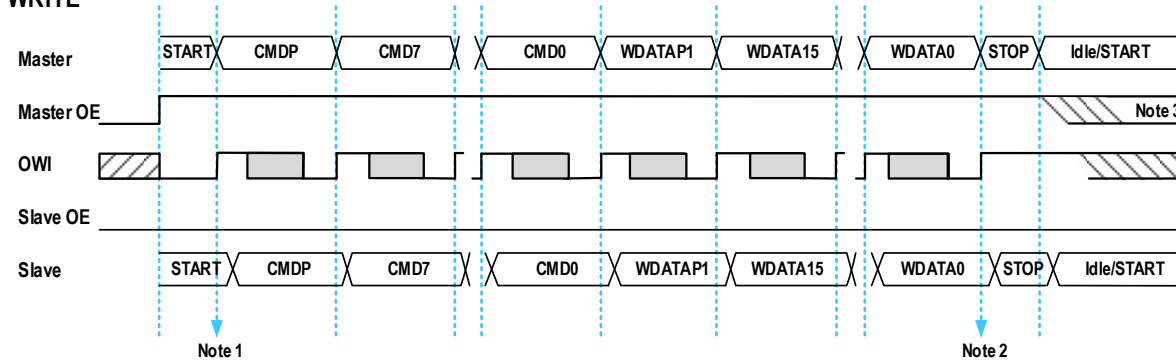 WRITE
Master START CMDP CMD7 CMD0 WDATAP1 WDATA15 WDATA0 STOP Idle/START
Master OE Note 3
OWI
Slave OE
Slave START CMDP CMD7 CMD0 WDATAP1 WDATA15 WDATA0 STOP Idle/START
Note 1 Note 2